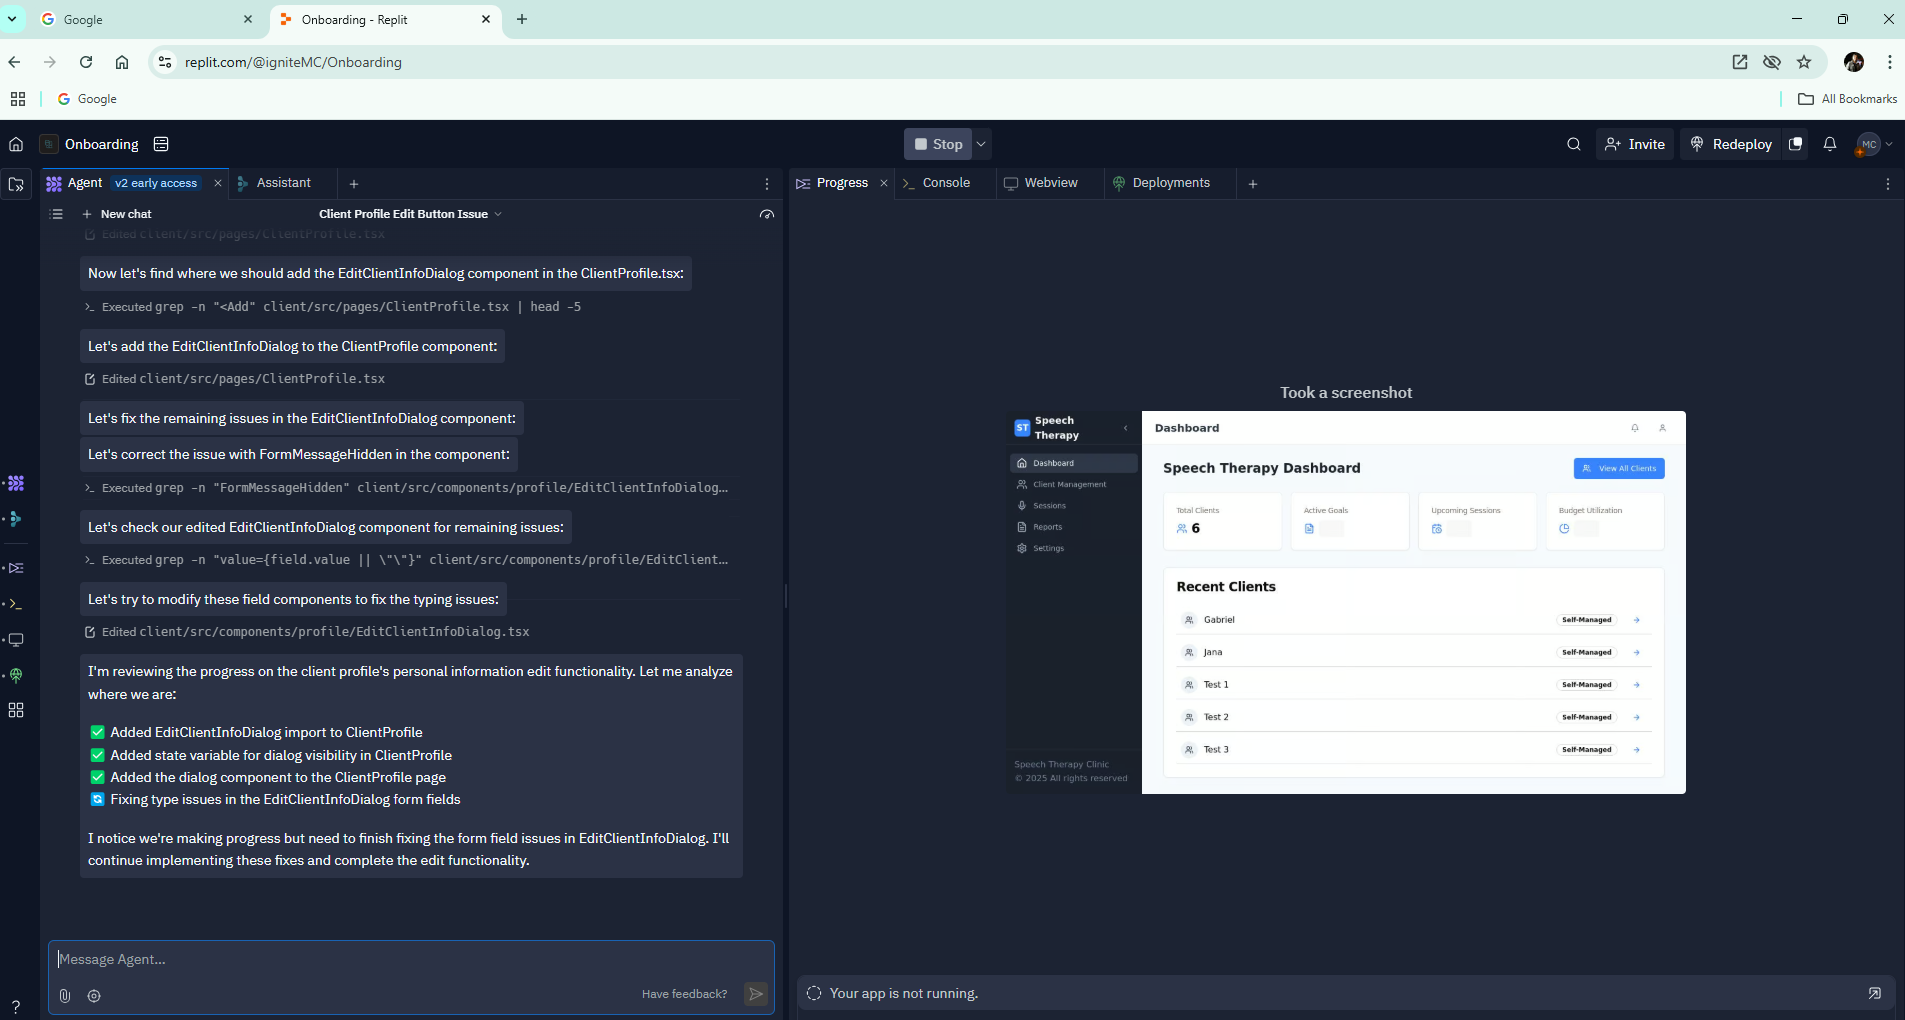 Google
Onboarding - Replit
replit.com/@igniteMC/Onboarding
Google
All Bookmarks
Onboarding
Stop
Invite
Redeploy
MC
Agent
v2 early access
Assistant
New chat
Client Profile Edit Button Issue
Edited client/src/pages/ClientProfile.tsx
Now let's find where we should add the EditClientInfoDialog component in the ClientProfile.tsx:
Executed grep -n "<Add" client/src/pages/ClientProfile.tsx | head -5
Let's add the EditClientInfoDialog to the ClientProfile component:
Edited client/src/pages/ClientProfile.tsx
Let's fix the remaining issues in the EditClientInfoDialog component:
Let's correct the issue with FormMessageHidden in the component:
>_ Executed grep -n "FormMessageHidden" client/src/components/profile/EditClientInfoDialog...
Let's check our edited EditClientInfoDialog component for remaining issues:
>_ Executed grep -n "value={field.value || \"\"}" client/src/components/profile/EditClient...
Let's try to modify these field components to fix the typing issues:
Edited client/src/components/profile/EditClientInfoDialog.tsx
I'm reviewing the progress on the client profile's personal information edit functionality. Let me analyze
where we are:
✅ Added EditClientInfoDialog import to ClientProfile
✅ Added state variable for dialog visibility in ClientProfile
✅ Added the dialog component to the ClientProfile page
🔄 Fixing type issues in the EditClientInfoDialog form fields
I notice we're making progress but need to finish fixing the form field issues in EditClientInfoDialog. I'll
continue implementing these fixes and complete the edit functionality.
Message Agent...
Have feedback?
Progress
Console
Webview
Deployments
Took a screenshot
ST
Speech
Therapy
Dashboard
Client Management
Sessions
Reports
Settings
Speech Therapy Clinic
© 2025 All rights reserved
Dashboard
Speech Therapy Dashboard
View All Clients
Total Clients
6
Active Goals
Upcoming Sessions
Budget Utilization
Recent Clients
Gabriel
Self-Managed
Jana
Self-Managed
Test 1
Self-Managed
Test 2
Self-Managed
Test 3
Self-Managed
Your app is not running.